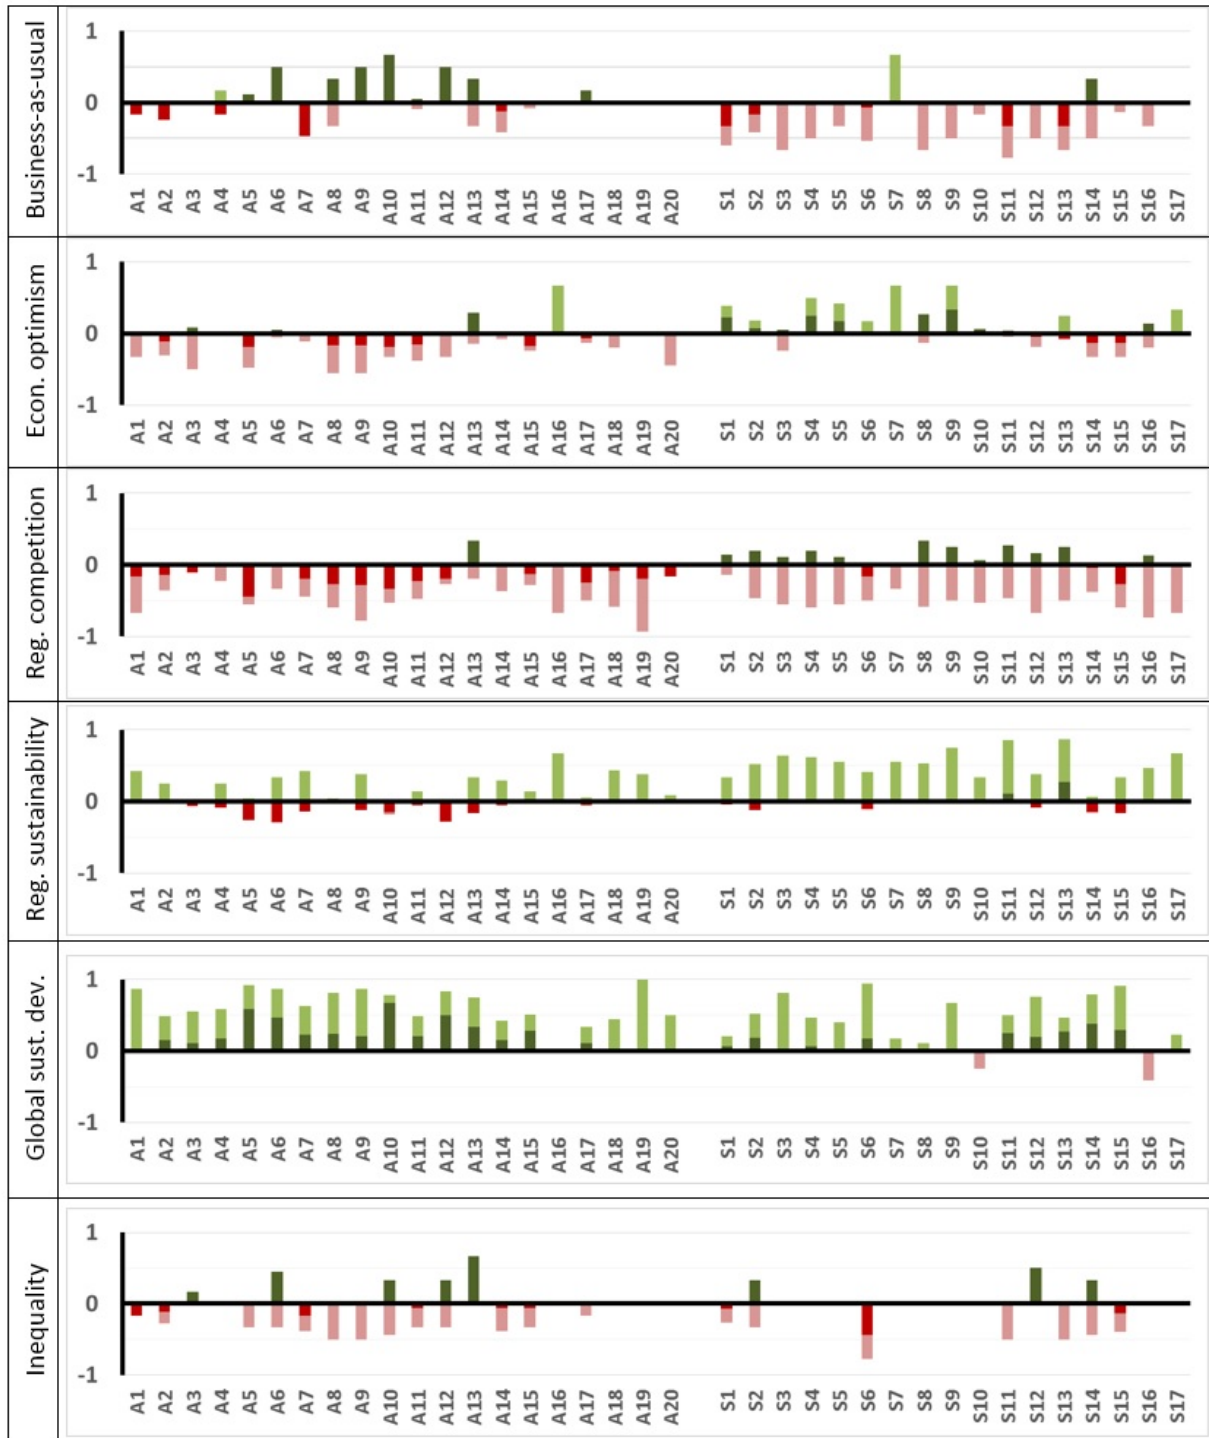 Business-as-usual
1
0
-1
A1 A2 A3 A4 A5 A6 A7 A8 A9 A10 A11 A12 A13 A14 A15 A16 A17 A18 A19 A20 S1 S2 S3 S4 S5 S6 S7 S8 S9 S10 S11 S12 S13 S14 S15 S16 S17
Econ. optimism
1
0
-1
A1 A2 A3 A4 A5 A6 A7 A8 A9 A10 A11 A12 A13 A14 A15 A16 A17 A18 A19 A20 S1 S2 S3 S4 S5 S6 S7 S8 S9 S10 S11 S12 S13 S14 S15 S16 S17
Reg. competition
1
0
-1
A1 A2 A3 A4 A5 A6 A7 A8 A9 A10 A11 A12 A13 A14 A15 A16 A17 A18 A19 A20 S1 S2 S3 S4 S5 S6 S7 S8 S9 S10 S11 S12 S13 S14 S15 S16 S17
Reg. sustainability
1
0
-1
A1 A2 A3 A4 A5 A6 A7 A8 A9 A10 A11 A12 A13 A14 A15 A16 A17 A18 A19 A20 S1 S2 S3 S4 S5 S6 S7 S8 S9 S10 S11 S12 S13 S14 S15 S16 S17
Global sust. dev.
1
0
-1
A1 A2 A3 A4 A5 A6 A7 A8 A9 A10 A11 A12 A13 A14 A15 A16 A17 A18 A19 A20 S1 S2 S3 S4 S5 S6 S7 S8 S9 S10 S11 S12 S13 S14 S15 S16 S17
Inequality
1
0
-1
A1 A2 A3 A4 A5 A6 A7 A8 A9 A10 A11 A12 A13 A14 A15 A16 A17 A18 A19 A20 S1 S2 S3 S4 S5 S6 S7 S8 S9 S10 S11 S12 S13 S14 S15 S16 S17